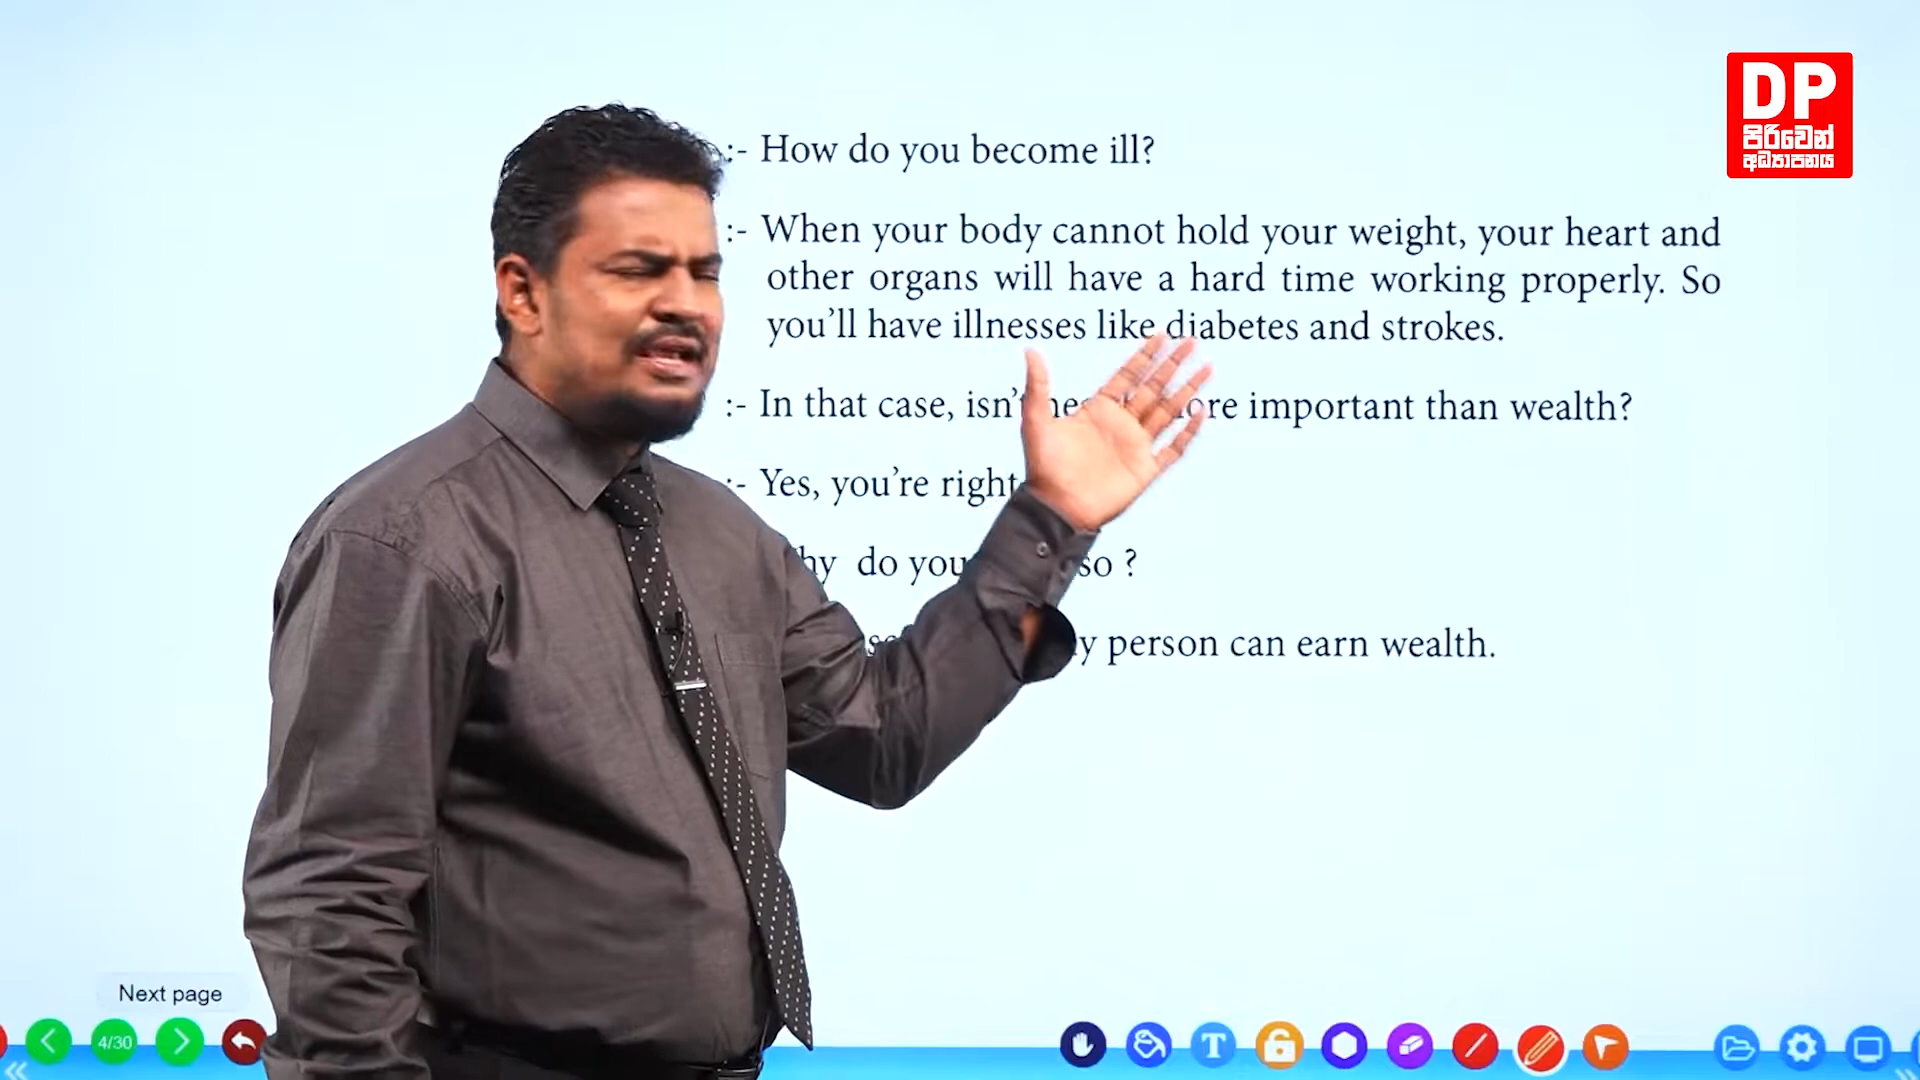 DP
පිරිවෙන්
අධ්‍යාපනය
:- How do you become ill?
:- When your body cannot hold your weight, your heart and
other organs will have a hard time working properly. So
you'll have illnesses like diabetes and strokes.
:- In that case, important than wealth?
:- Yes, you're right
do you so ?
person can earn wealth.
Next page
4/30
T